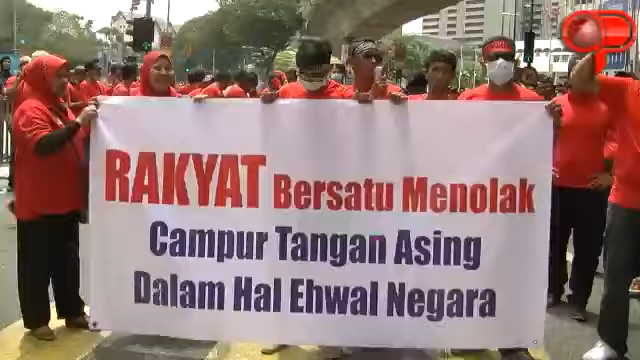 RAKYAT Bersatu Menolak
Campur Tangan Asing
Dalam Hal Ehwal Negara